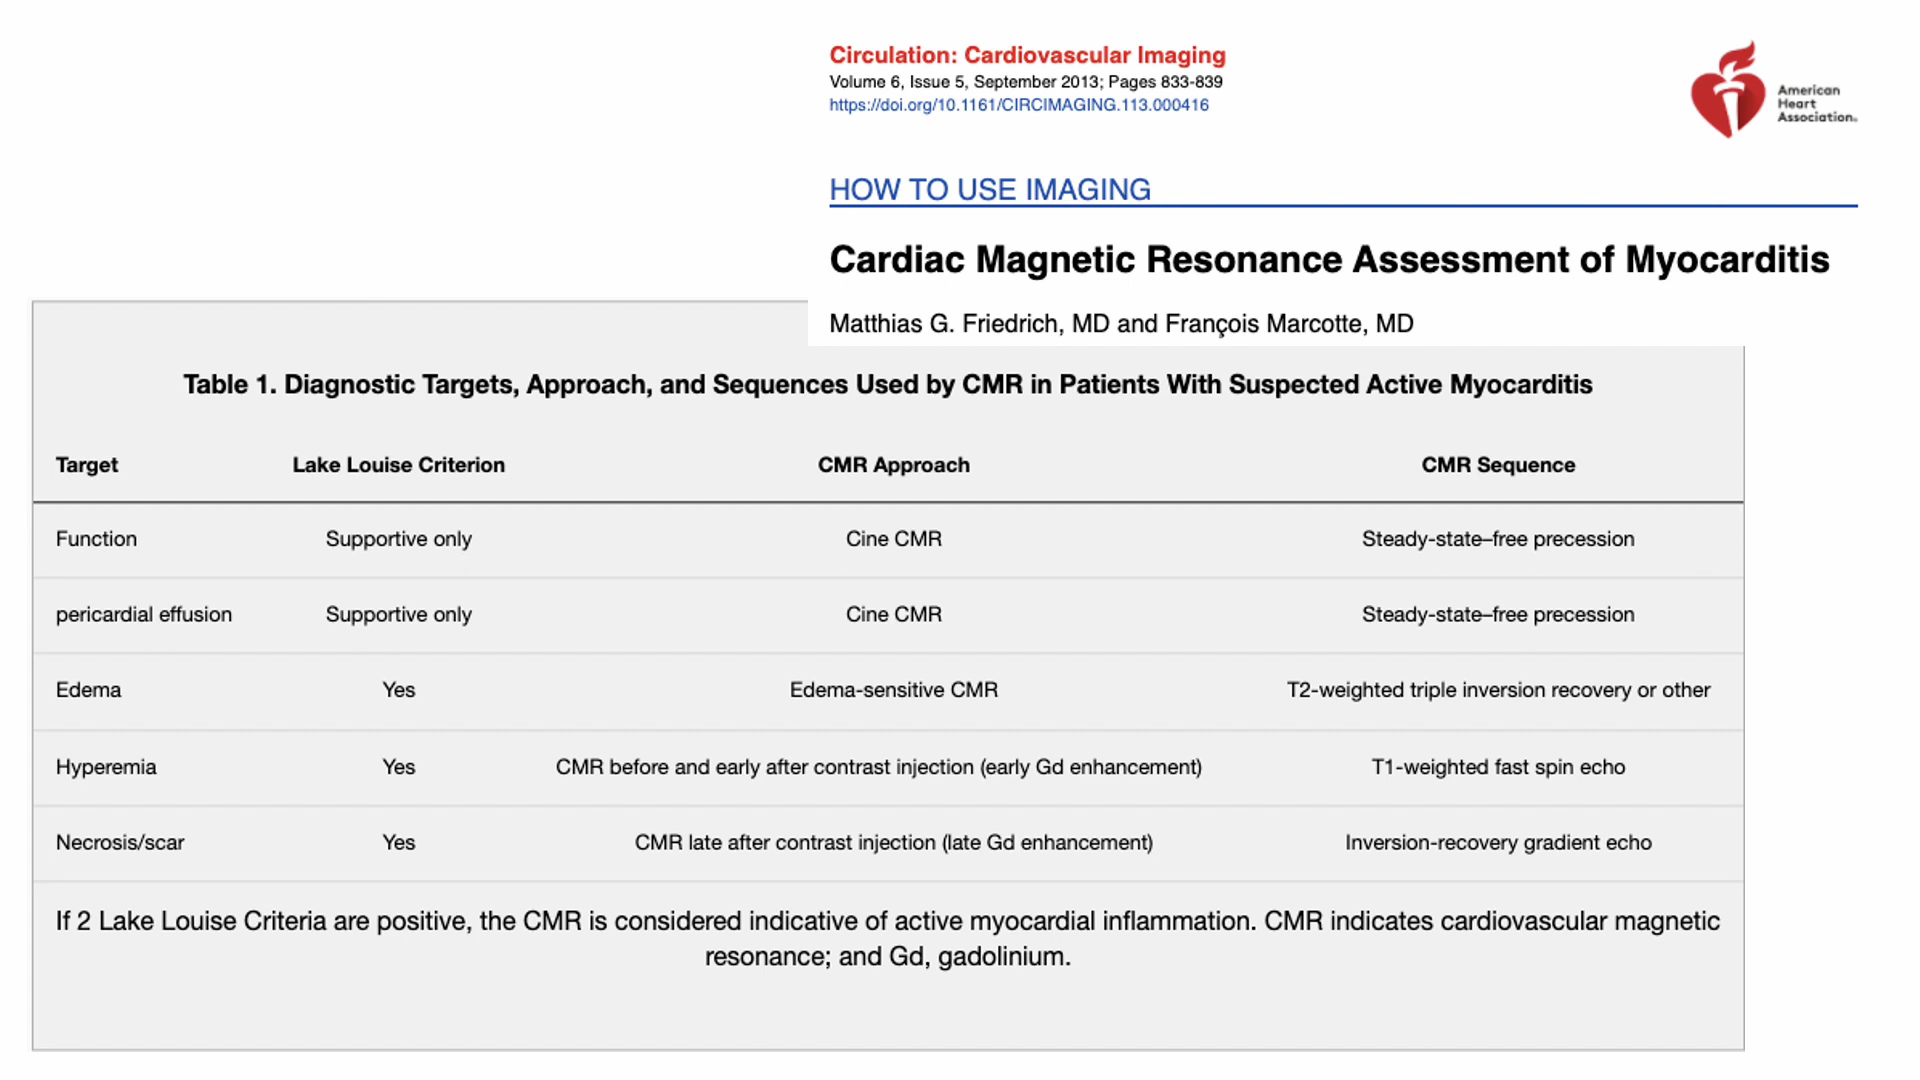 Circulation: Cardiovascular Imaging
Volume 6, Issue 5, September 2013; Pages 833-839
https://doi.org/10.1161/CIRCIMAGING.113.000416
American
Heart
Association.
HOW TO USE IMAGING
Cardiac Magnetic Resonance Assessment of Myocarditis
Matthias G. Friedrich, MD and François Marcotte, MD
Table 1. Diagnostic Targets, Approach, and Sequences Used by CMR in Patients With Suspected Active Myocarditis
Target Lake Louise Criterion CMR Approach CMR Sequence
Function Supportive only Cine CMR Steady-state–free precession
pericardial effusion Supportive only Cine CMR Steady-state–free precession
Edema Yes Edema-sensitive CMR T2-weighted triple inversion recovery or other
Hyperemia Yes CMR before and early after contrast injection (early Gd enhancement) T1-weighted fast spin echo
Necrosis/scar Yes CMR late after contrast injection (late Gd enhancement) Inversion-recovery gradient echo
If 2 Lake Louise Criteria are positive, the CMR is considered indicative of active myocardial inflammation. CMR indicates cardiovascular magnetic
resonance; and Gd, gadolinium.